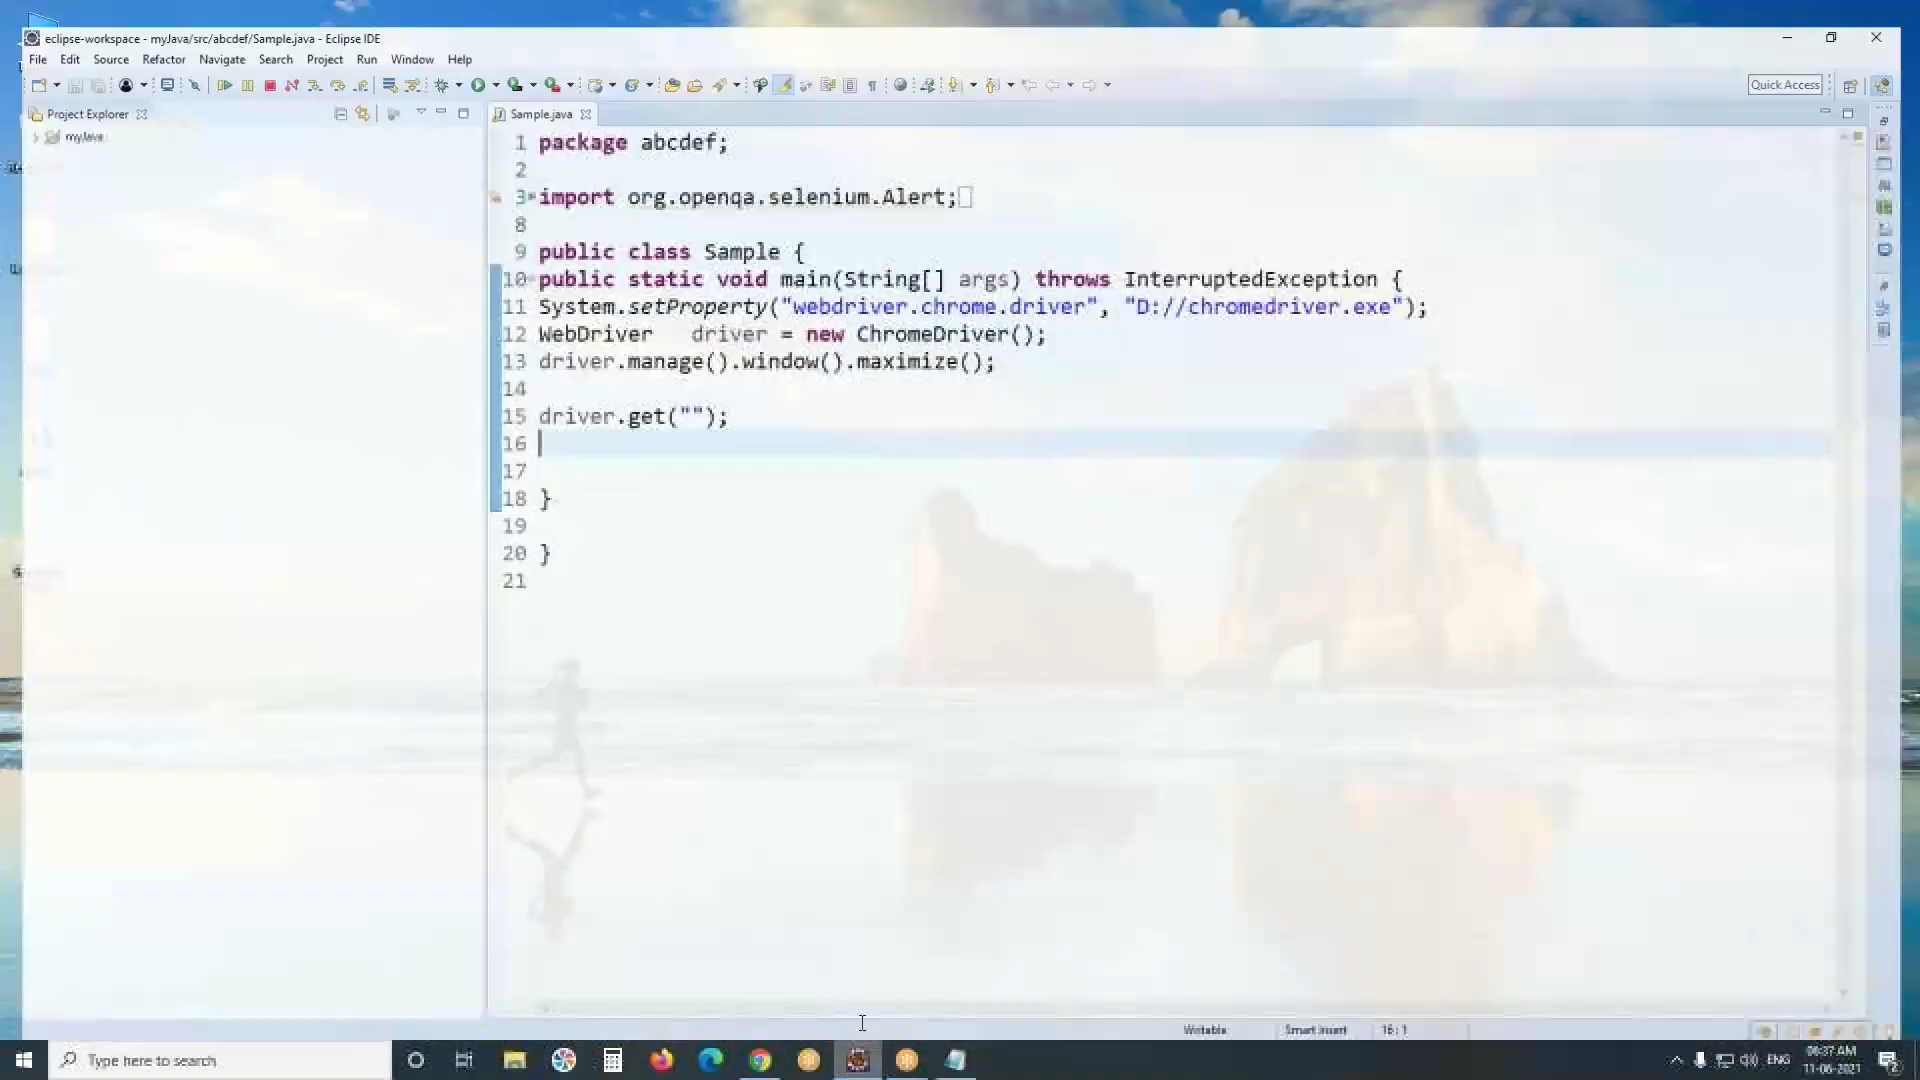 eclipse-workspace - myJava/src/abcdef/Sample.java - Eclipse IDE
File Edit Source Refactor Navigate Search Project Run Window Help
Quick Access
Project Explorer
myJava
Sample.java
1 package abcdef;
2
3 import org.openqa.selenium.Alert;
8
9 public class Sample {
10 public static void main(String[] args) throws InterruptedException {
11 System.setProperty("webdriver.chrome.driver", "D://chromedriver.exe");
12 WebDriver driver = new ChromeDriver();
13 driver.manage().window().maximize();
14
15 driver.get("");
16
17
18 }
19
20 }
21
Writable Smart Insert 16:1
Type here to search
ENG
06:37 AM
11-06-2021
2